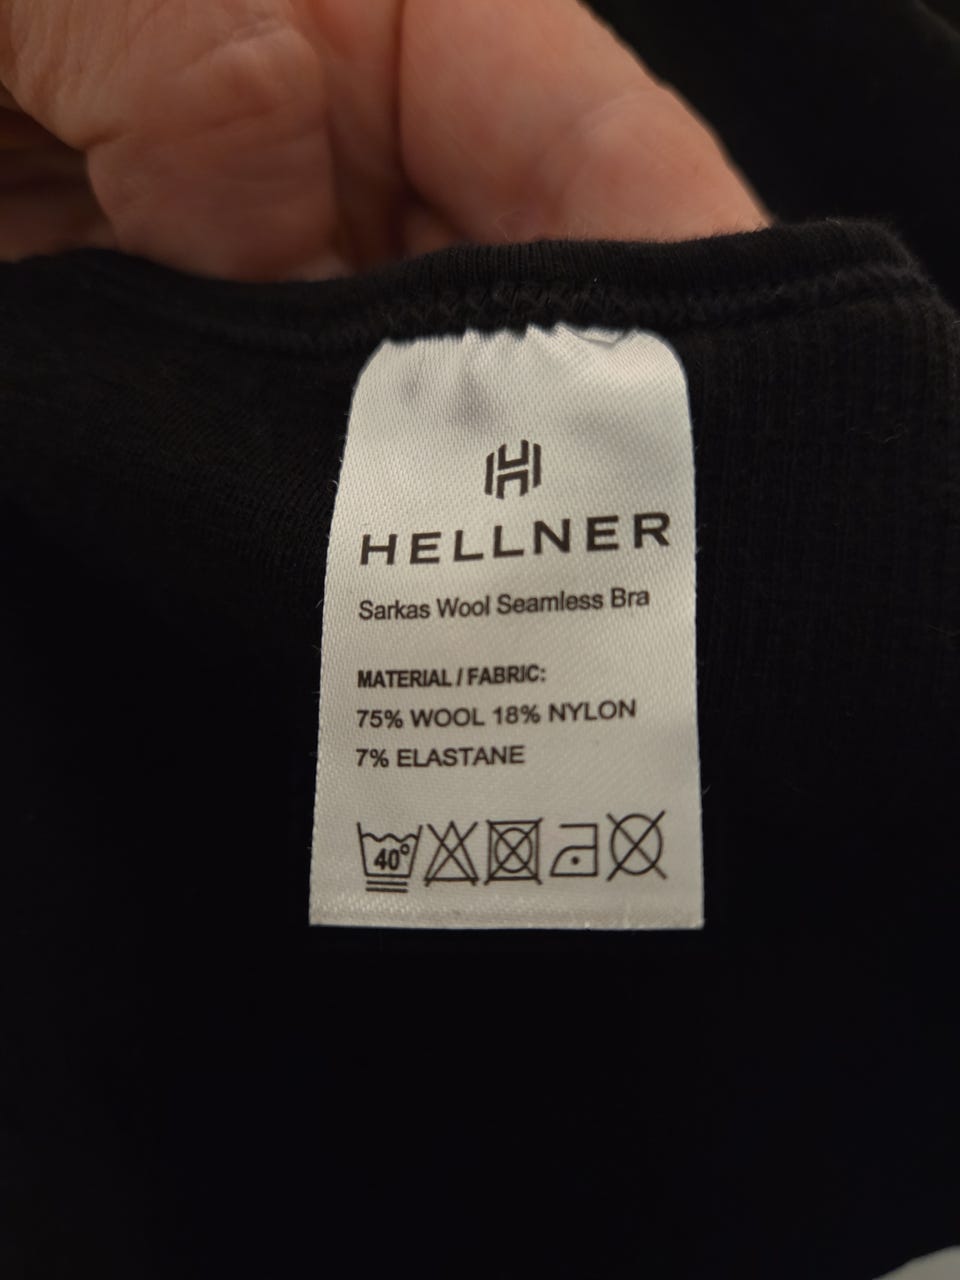 HELLNER
Sarkas Wool Seamless Bra
MATERIAL / FABRIC:
75% WOOL 18% NYLON
7% ELASTANE
40°